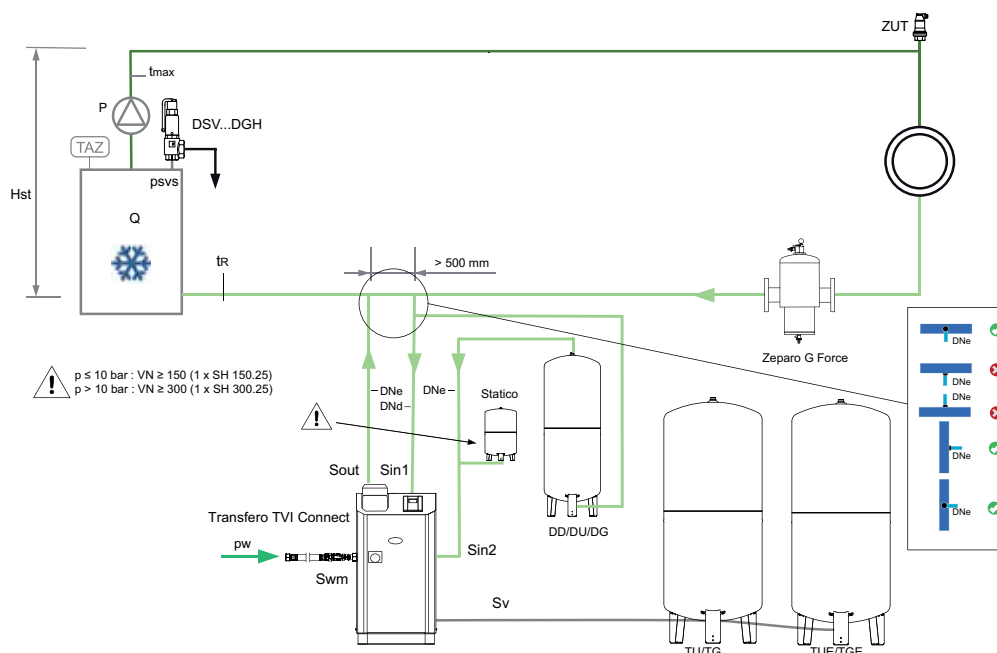 ZUT
tmax
P
DSV...DGH
TAZ
psvs
Hst
Q
tR
> 500 mm
Zeparo G Force
DNe
DNe
DNe
DNe
DNe
p ≤ 10 bar : VN ≥ 150 (1 x SH 150.25)
p > 10 bar : VN ≥ 300 (1 x SH 300.25)
DNe
DNd
DNe
Statico
Sout
Sin1
DD/DU/DG
Transfero TVI Connect
pw
Sin2
Swm
Sv
TU/TG
TUE/TGE